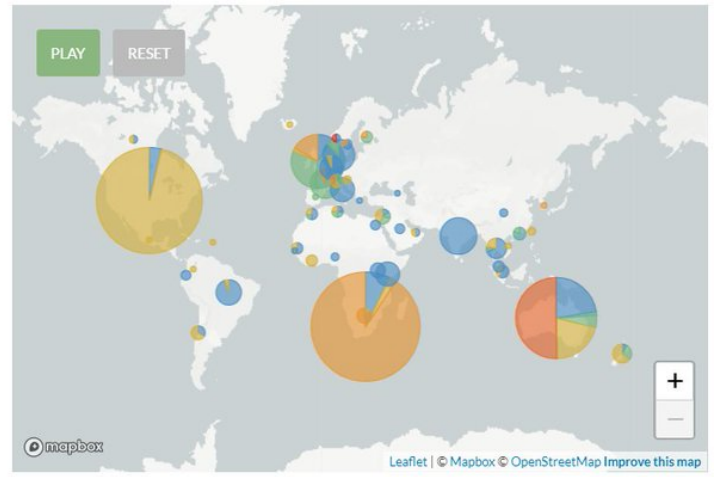 PLAY
RESET
+
−
mapbox
Leaflet | © Mapbox © OpenStreetMap Improve this map